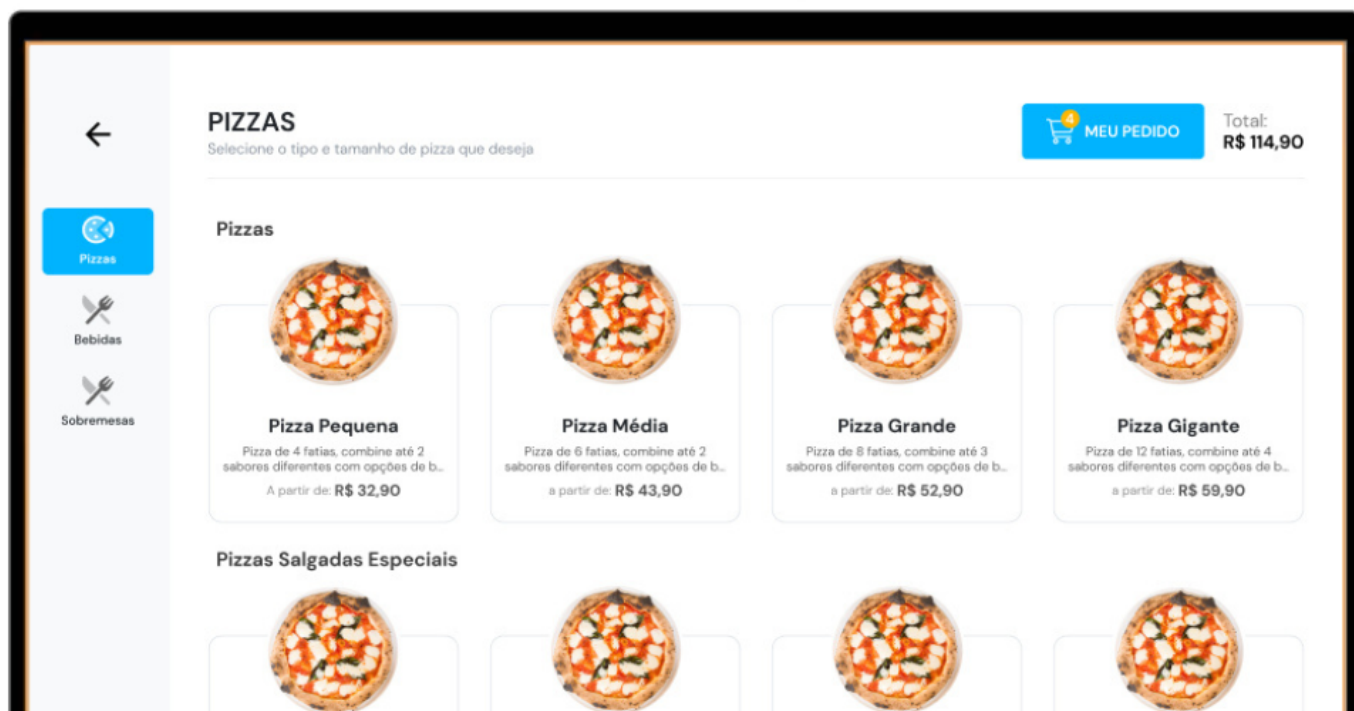 PIZZAS
Selecione o tipo e tamanho de pizza que deseja
4
MEU PEDIDO
Total:
R$ 114,90
Pizzas
Bebidas
Sobremesas
Pizzas
Pizza Pequena
Pizza de 4 fatias, combine até 2
sabores diferentes com opções de b...
A partir de: R$ 32,90
Pizza Média
Pizza de 6 fatias, combine até 2
sabores diferentes com opções de b...
a partir de: R$ 43,90
Pizza Grande
Pizza de 8 fatias, combine até 3
sabores diferentes com opções de b...
a partir de: R$ 52,90
Pizza Gigante
Pizza de 12 fatias, combine até 4
sabores diferentes com opções de b...
a partir de: R$ 59,90
Pizzas Salgadas Especiais